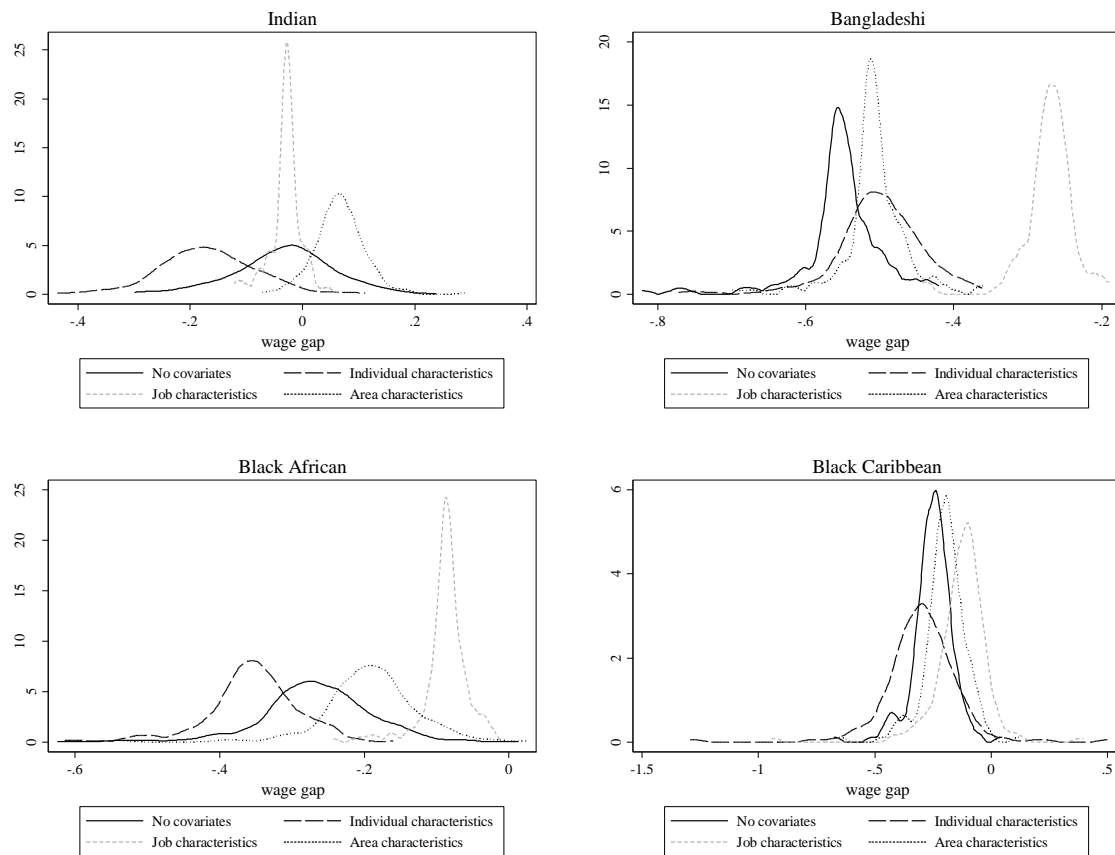 Indian
25
20
15
10
5
0
-.4 -.2 0 .2 .4
wage gap
No covariates Individual characteristics
Job characteristics Area characteristics
Bangladeshi
20
15
10
5
0
-.8 -.6 -.4 -.2
wage gap
No covariates Individual characteristics
Job characteristics Area characteristics
Black African
25
20
15
10
5
0
-.6 -.4 -.2 0
wage gap
No covariates Individual characteristics
Job characteristics Area characteristics
Black Caribbean
6
4
2
0
-1.5 -1 -.5 0 .5
wage gap
No covariates Individual characteristics
Job characteristics Area characteristics